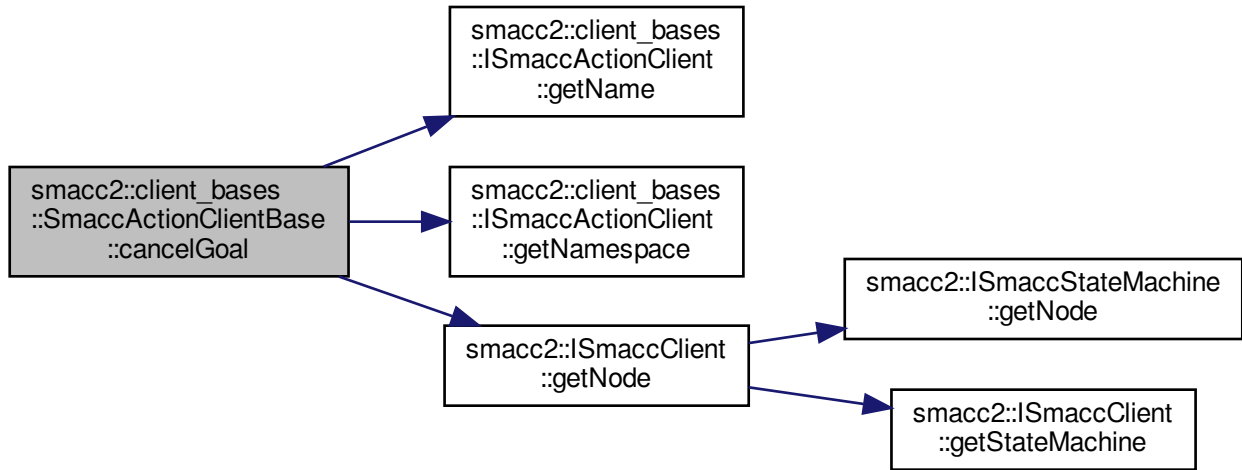 smacc2::client_bases
::ISmaccActionClient
::getName
smacc2::client_bases
::SmaccActionClientBase
::cancelGoal
smacc2::client_bases
::ISmaccActionClient
::getNamespace
smacc2::ISmaccClient
::getNode
smacc2::ISmaccStateMachine
::getNode
smacc2::ISmaccClient
::getStateMachine